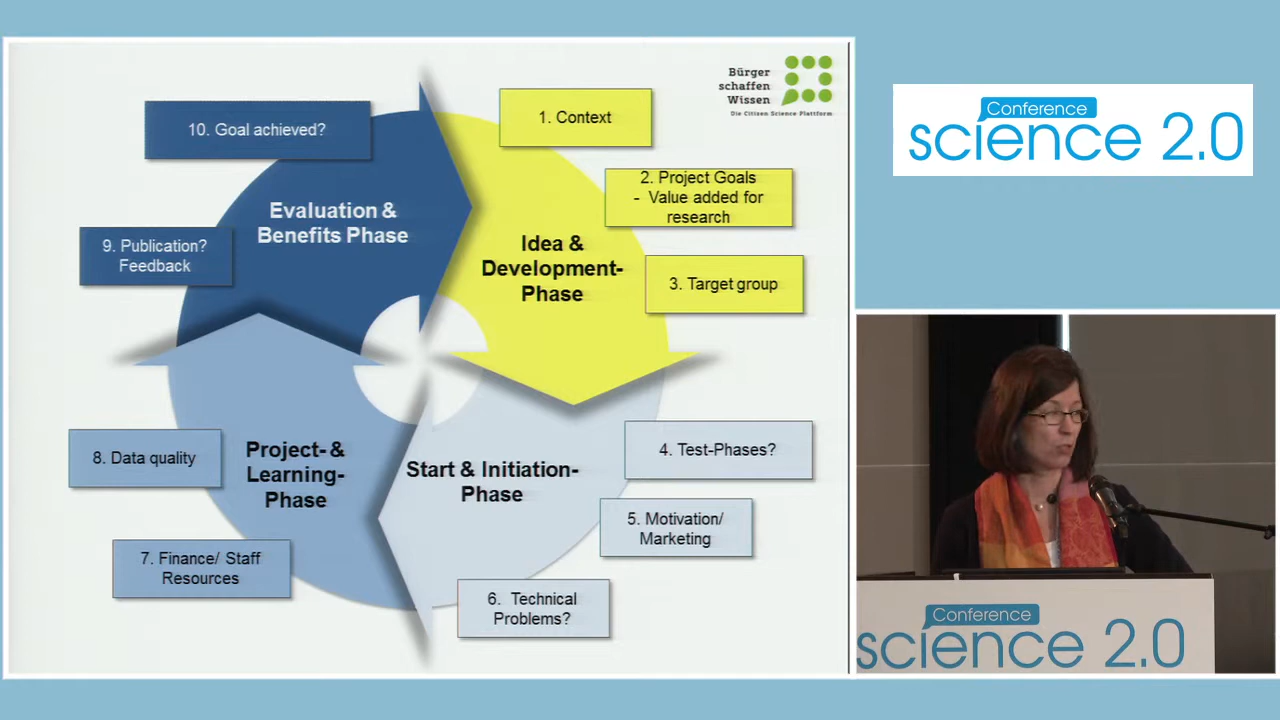 Bürger
schaffen
Wissen
Die Citizen Science Plattform
1. Context
2. Project Goals
- Value added for
research
3. Target group
Idea &
Development-
Phase
4. Test-Phases?
5. Motivation/
Marketing
6. Technical
Problems?
Start & Initiation-
Phase
7. Finance/ Staff
Resources
8. Data quality
Project- &
Learning-
Phase
9. Publication?
Feedback
10. Goal achieved?
Evaluation &
Benefits Phase
Conference
science 2.0
Conference
science 2.0